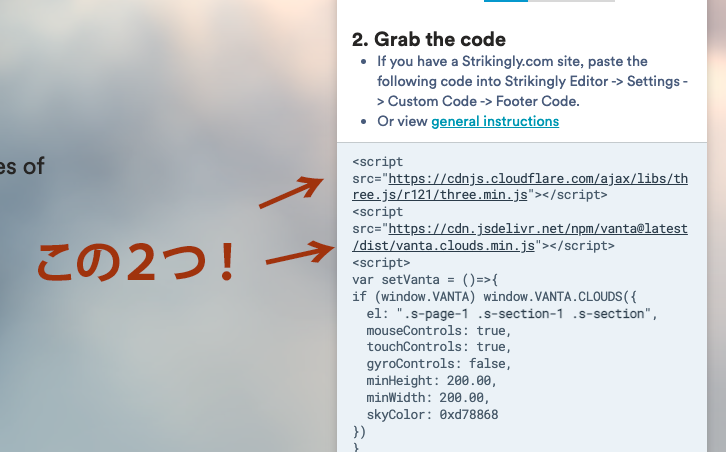 2. Grab the code
• If you have a Strikingly.com site, paste the
following code into Strikingly Editor -> Settings -
> Custom Code -> Footer Code.
• Or view general instructions
es of
この２つ！
<script
src="https://cdnjs.cloudflare.com/ajax/libs/th
ree.js/r121/three.min.js"></script>
<script
src="https://cdn.jsdelivr.net/npm/vanta@latest
/dist/vanta.clouds.min.js"></script>
<script>
var setVanta = ()=>{
if (window.VANTA) window.VANTA.CLOUDS({
  el: ".s-page-1 .s-section-1 .s-section",
  mouseControls: true,
  touchControls: true,
  gyroControls: false,
  minHeight: 200.00,
  minWidth: 200.00,
  skyColor: 0xd78868
})
}